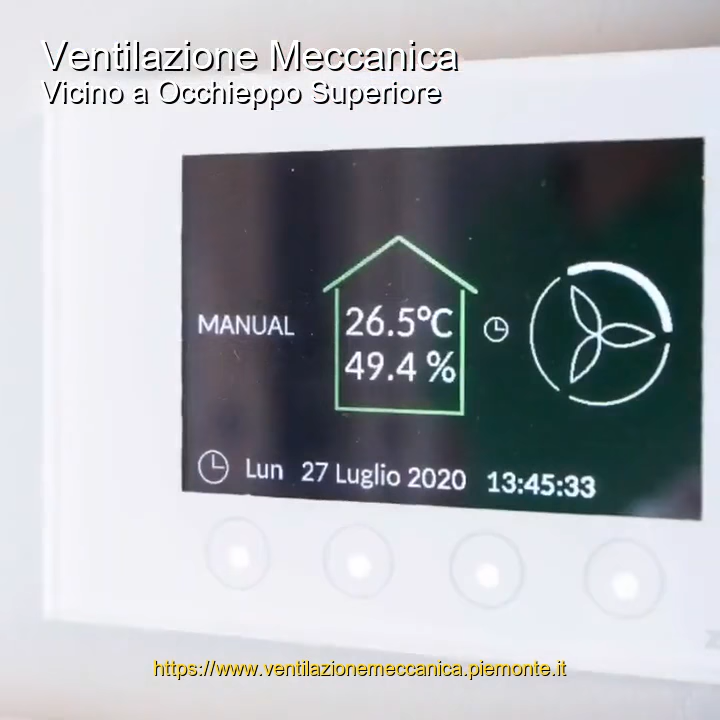 Ventilazione Meccanica
Vicino a Occhieppo Superiore
MANUAL
26.5°C
49.4 %
Lun 27 Luglio 2020 13:45:33
https://www.ventilazionemeccanica.piemonte.it